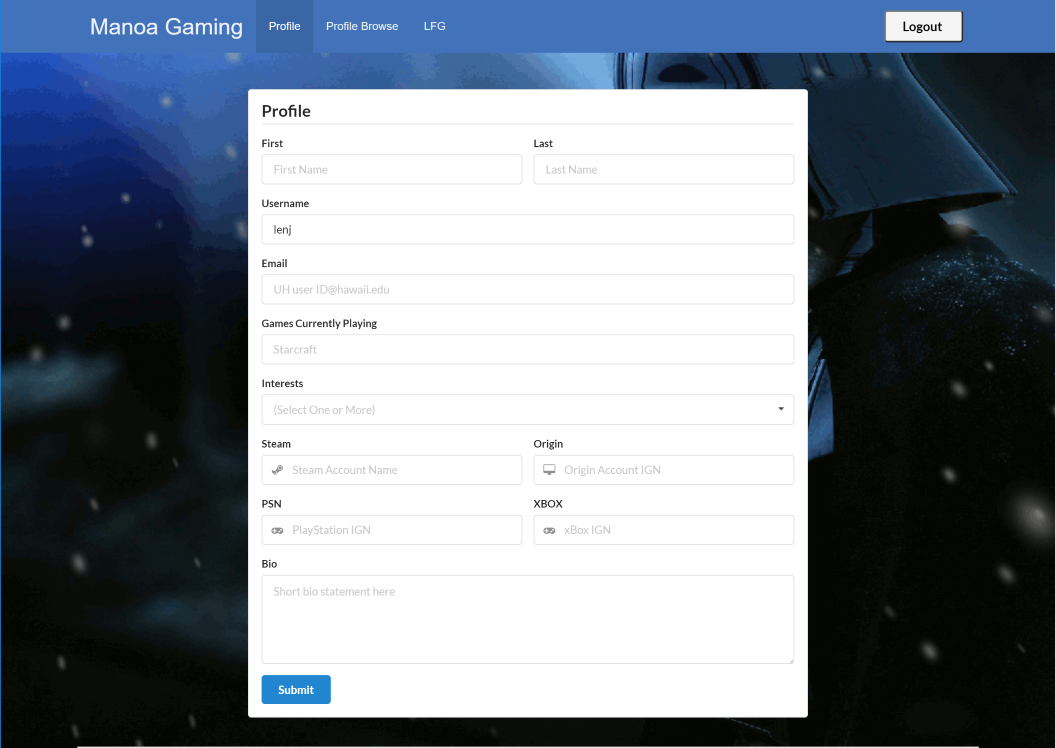 Manoa Gaming Profile Profile Browse LFG Logout
Profile
First Last
First Name Last Name
Username
lenj
Email
UH user ID@hawaii.edu
Games Currently Playing
Starcraft
Interests
(Select One or More)
Steam Origin
Steam Account Name Origin Account IGN
PSN XBOX
PlayStation IGN xBox IGN
Bio
Short bio statement here
Submit